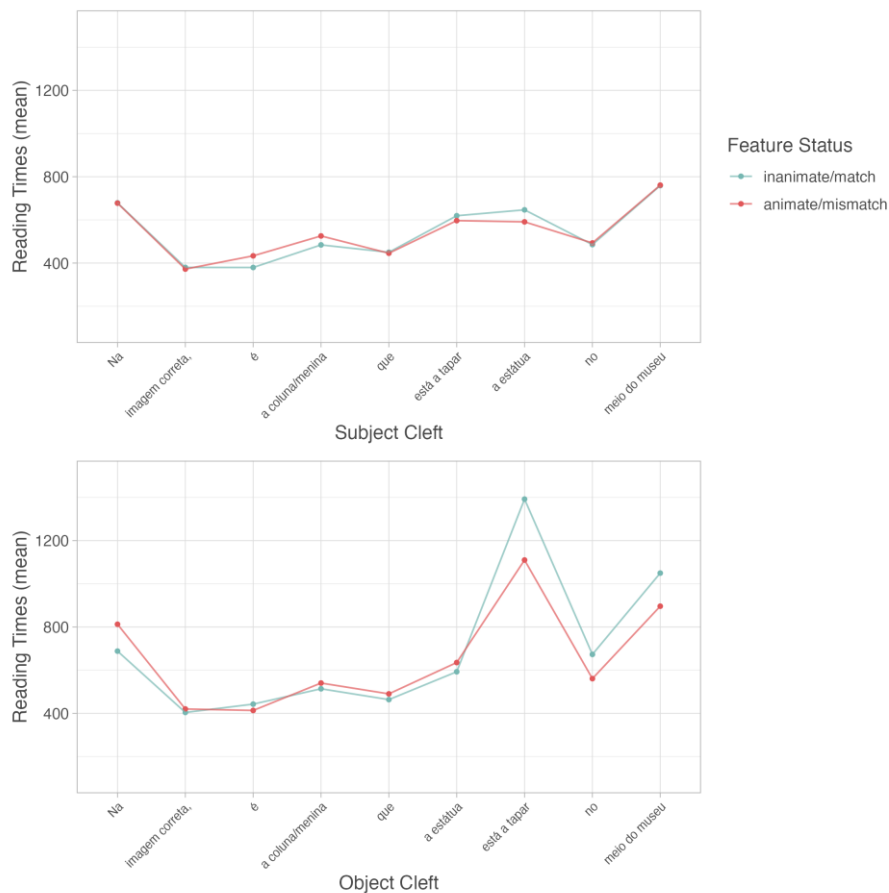 Reading Times (mean)
1200
800
400
Na
imagem correta,
é
a coluna/menina
que
está a tapar
a estátua
no
meio do museu
Subject Cleft
Feature Status
inanimate/match
animate/mismatch
Reading Times (mean)
1200
800
400
Na
imagem correta,
é
a coluna/menina
que
a estátua
está a tapar
no
meio do museu
Object Cleft